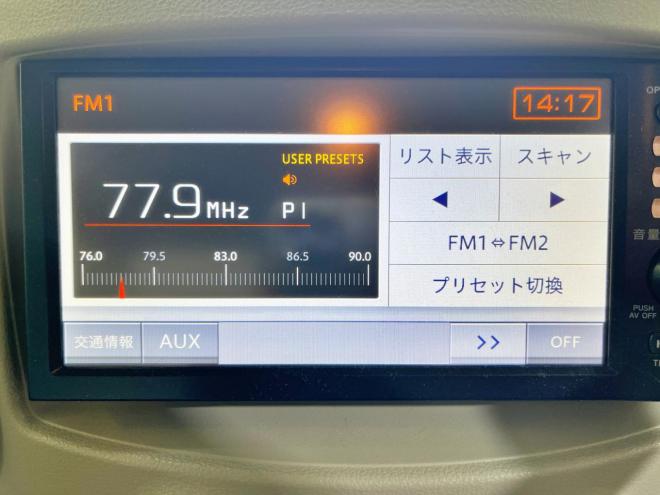 FM1
14:17
USER PRESETS
77.9MHz P1
76.0 79.5 83.0 86.5 90.0
リスト表示 スキャン
◀ ▶
FM1⇔FM2
プリセット切換
交通情報 AUX >> OFF
音量
PUSH
AV OFF